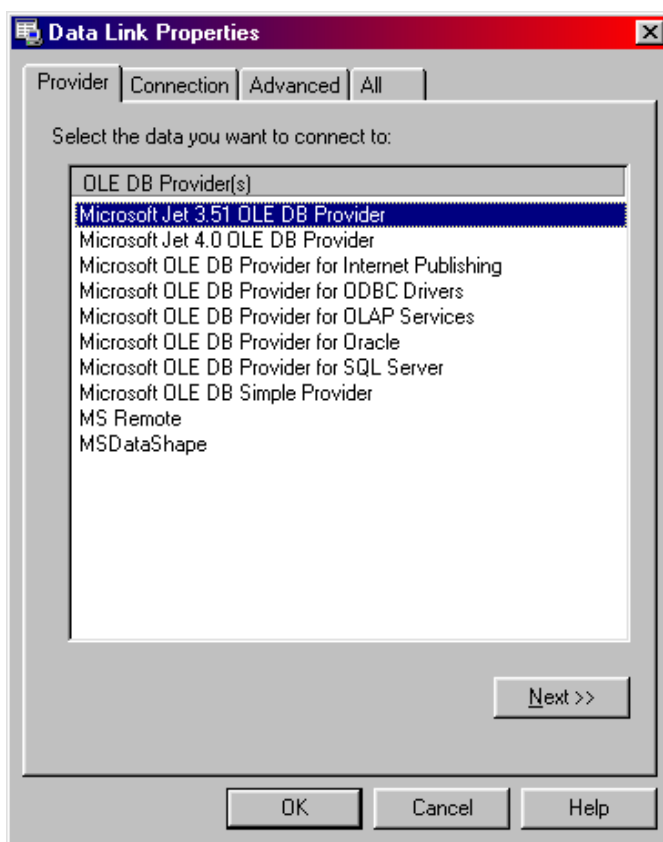 Data Link Properties
Provider Connection Advanced All
Select the data you want to connect to:
OLE DB Provider(s)
Microsoft Jet 3.51 OLE DB Provider
Microsoft Jet 4.0 OLE DB Provider
Microsoft OLE DB Provider for Internet Publishing
Microsoft OLE DB Provider for ODBC Drivers
Microsoft OLE DB Provider for OLAP Services
Microsoft OLE DB Provider for Oracle
Microsoft OLE DB Provider for SQL Server
Microsoft OLE DB Simple Provider
MS Remote
MSDataShape
Next >>
OK Cancel Help